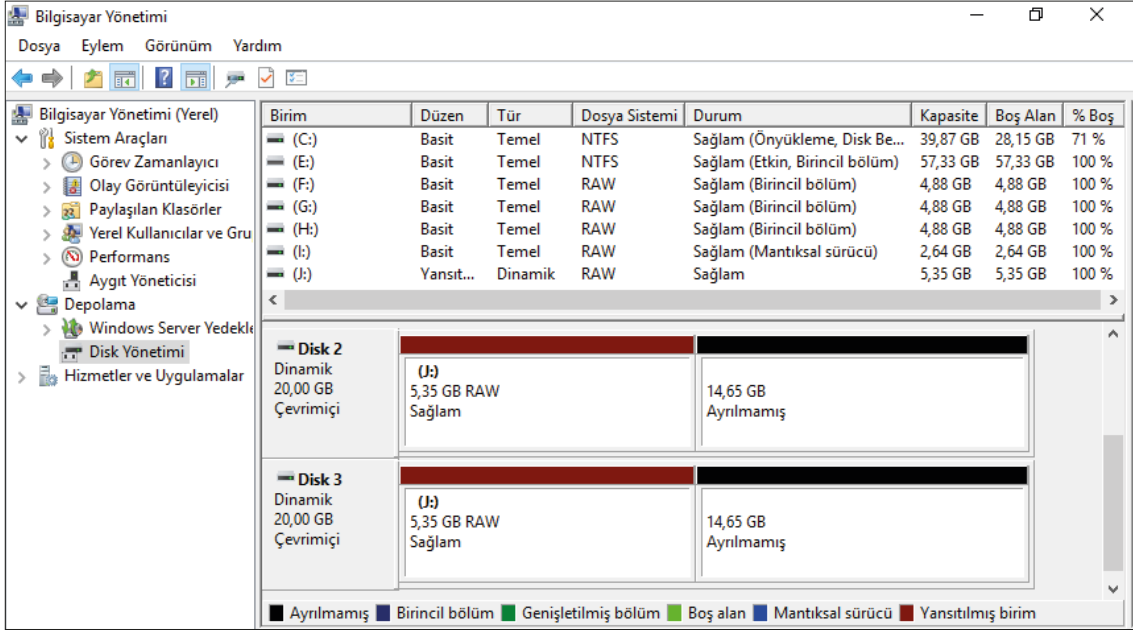 Bilgisayar Yönetimi
Dosya Eylem Görünüm Yardım
Bilgisayar Yönetimi (Yerel)
Sistem Araçları
Görev Zamanlayıcı
Olay Görüntüleyicisi
Paylaşılan Klasörler
Yerel Kullanıcılar ve Gru
Performans
Aygıt Yöneticisi
Depolama
Windows Server Yedekle
Disk Yönetimi
Hizmetler ve Uygulamalar
Birim Düzen Tür Dosya Sistemi Durum Kapasite Boş Alan % Boş
(C:) Basit Temel NTFS Sağlam (Önyükleme, Disk Be... 39,87 GB 28,15 GB 71 %
(E:) Basit Temel NTFS Sağlam (Etkin, Birincil bölüm) 57,33 GB 57,33 GB 100 %
(F:) Basit Temel RAW Sağlam (Birincil bölüm) 4,88 GB 4,88 GB 100 %
(G:) Basit Temel RAW Sağlam (Birincil bölüm) 4,88 GB 4,88 GB 100 %
(H:) Basit Temel RAW Sağlam (Birincil bölüm) 4,88 GB 4,88 GB 100 %
(I:) Basit Temel RAW Sağlam (Mantıksal sürücü) 2,64 GB 2,64 GB 100 %
(J:) Yansıt... Dinamik RAW Sağlam 5,35 GB 5,35 GB 100 %
Disk 2
Dinamik
20,00 GB
Çevrimiçi
(J:)
5,35 GB RAW
Sağlam
14,65 GB
Ayrılmamış
Disk 3
Dinamik
20,00 GB
Çevrimiçi
(J:)
5,35 GB RAW
Sağlam
14,65 GB
Ayrılmamış
Ayrılmamış Birincil bölüm Genişletilmiş bölüm Boş alan Mantıksal sürücü Yansıtılmış birim